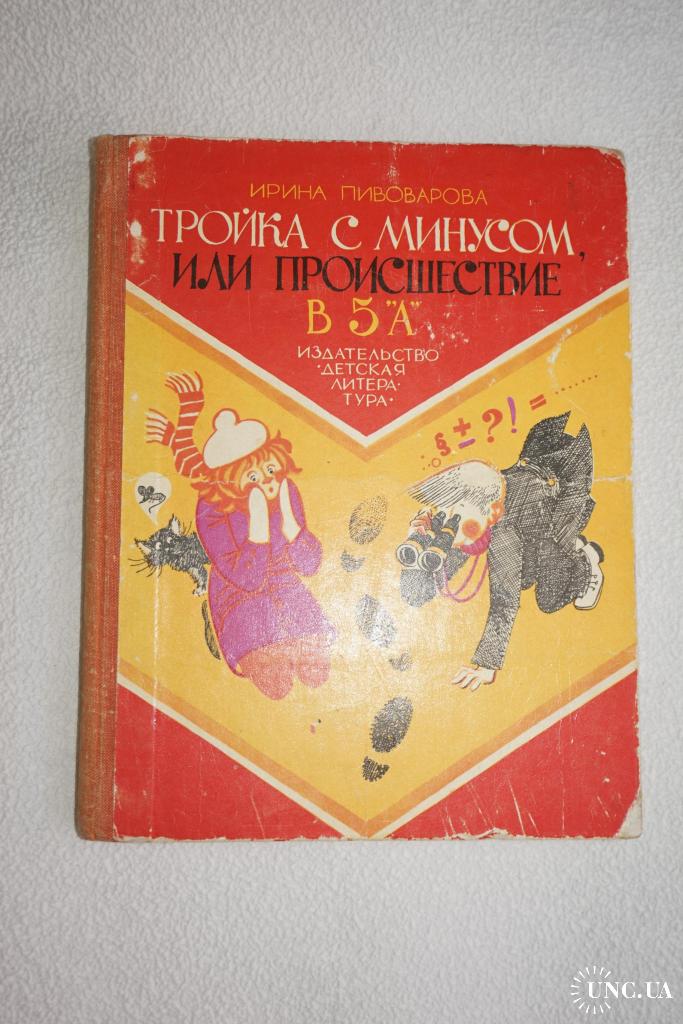 ИРИНА ПИВОВАРОВА
ТРОЙКА С МИНУСОМ,
ИЛИ ПРОИСШЕСТВИЕ
В 5 "А"
ИЗДАТЕЛЬСТВО
·ДЕТСКАЯ
ЛИТЕРА·
ТУРА·
§±?!=.......
UNC.UA